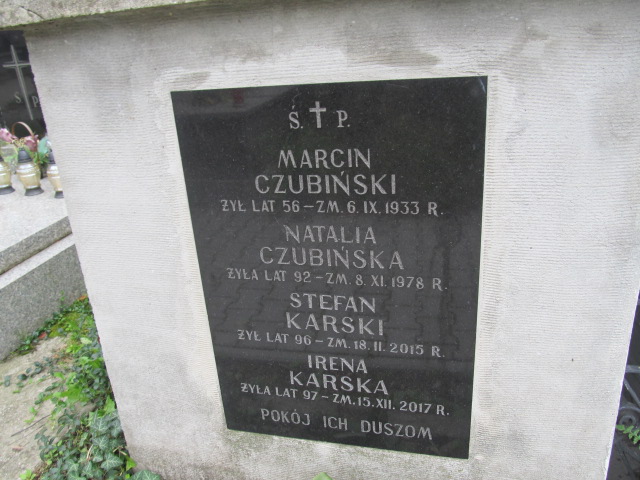 Ś. P.
MARCIN
CZUBIŃSKI
ŻYŁ LAT 56 – ZM. 6. IX. 1933 R.
NATALIA
CZUBIŃSKA
ŻYŁA LAT 92 – ZM. 8. XI. 1978 R.
STEFAN
KARSKI
ŻYŁ LAT 96 – ZM. 18. 11. 2015 R.
IRENA
KARSKA
ŻYŁA LAT 97 – ZM. 15. XII. 2017 R.
POKÓJ ICH DUSZOM